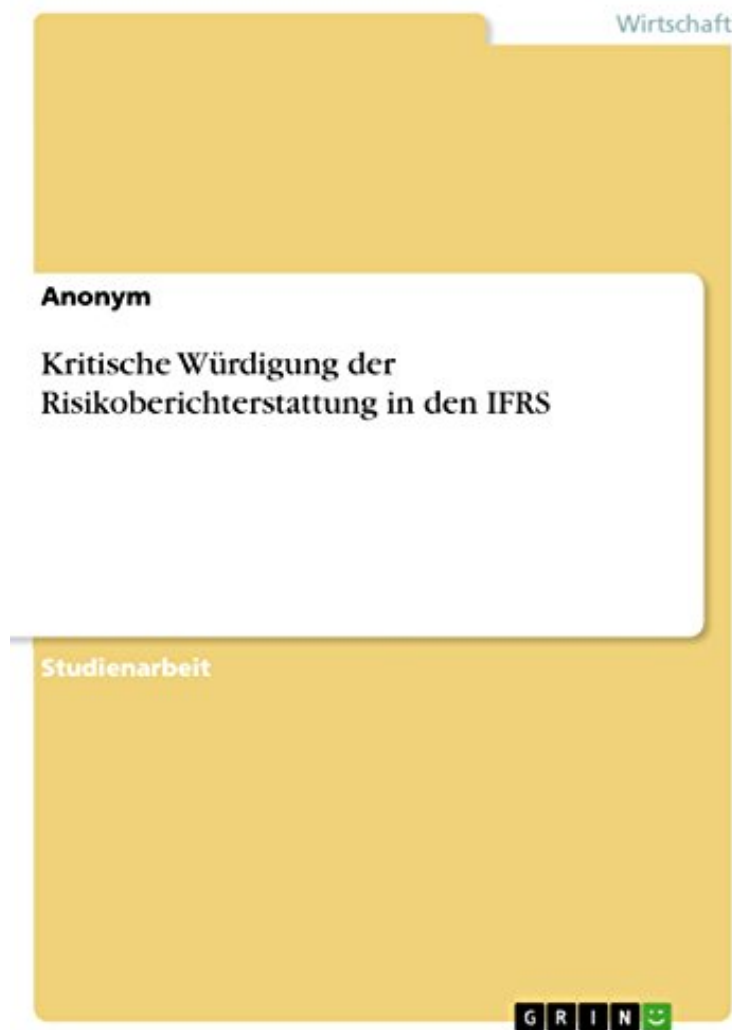 Wirtschaft
Anonym
Kritische Würdigung der
Risikoberichterstattung in den IFRS
Studienarbeit
GRIN